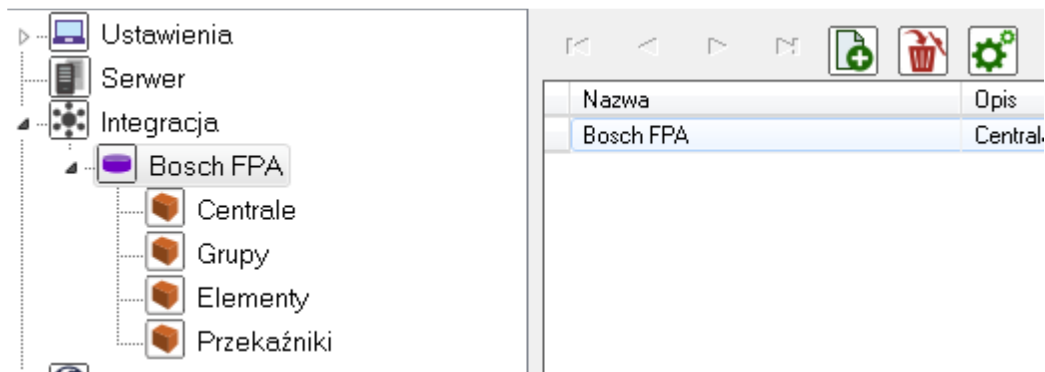 Ustawienia
Serwer
Integracja
Bosch FPA
Centrale
Grupy
Elementy
Przekaźniki
Nazwa Opis
Bosch FPA